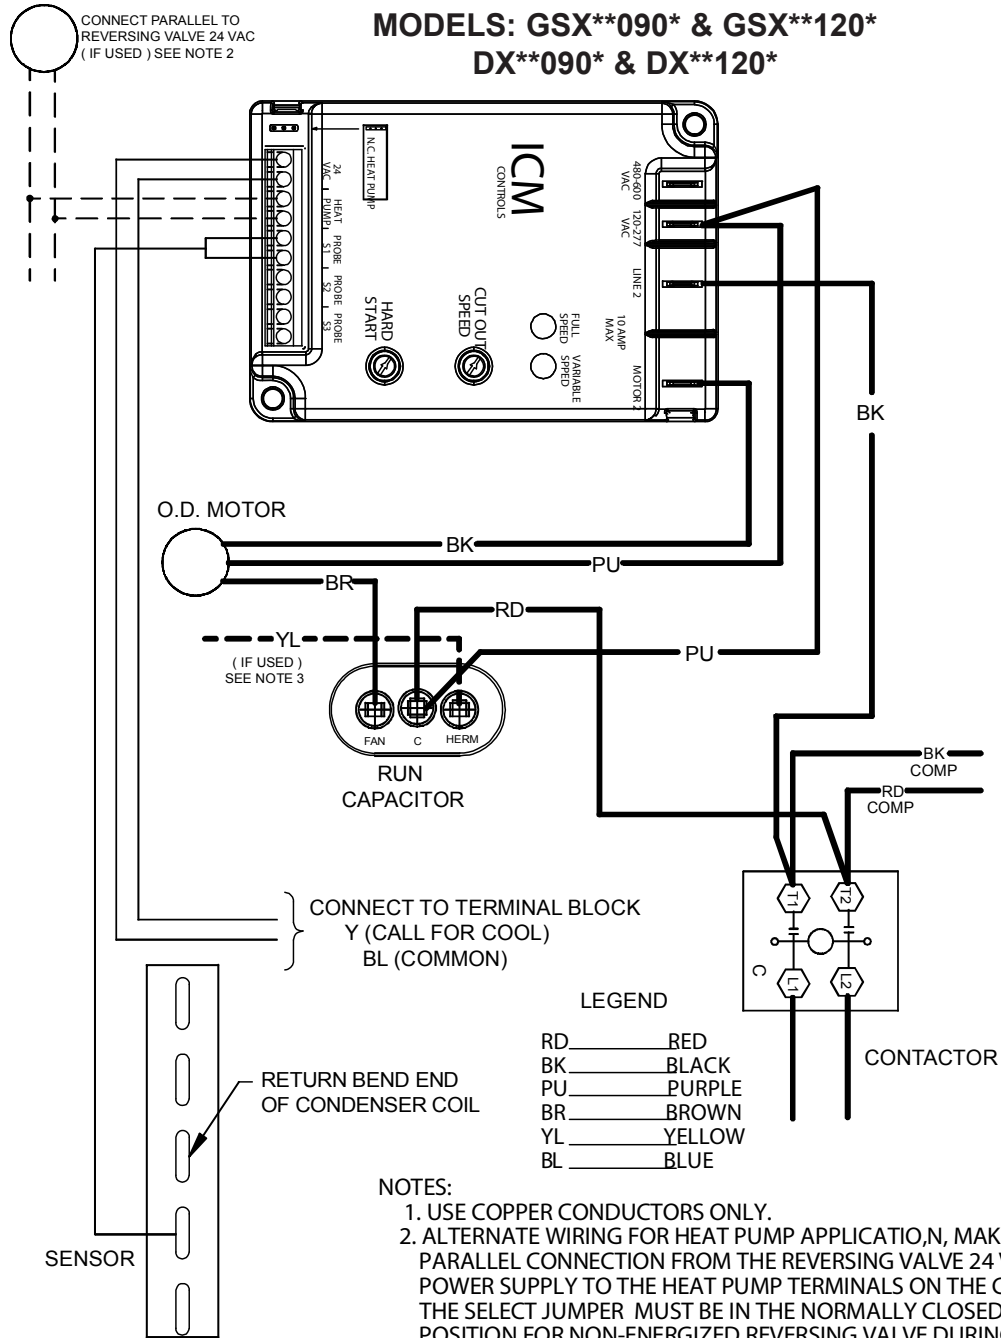 CONNECT PARALLEL TO
REVERSING VALVE 24 VAC
( IF USED ) SEE NOTE 2
MODELS: GSX**090* & GSX**120*
DX**090* & DX**120*
N.C. HEAT PUMP
ICM
CONTROLS
24
VAC
HEAT
PUMP
PROBE
S1
PROBE
S2
PROBE
S3
HARD
START
CUT OUT
SPEED
FULL
SPEED
VARIABLE
SPPED
480-600
VAC
120-277
VAC
LINE 2
10 AMP
MAX
MOTOR 2
BK
O.D. MOTOR
BK
PU
BR
RD
YL
( IF USED )
SEE NOTE 3
PU
FAN
C
HERM
RUN
CAPACITOR
BK
COMP
RD
COMP
T1
T2
C
L1
L2
CONTACTOR
CONNECT TO TERMINAL BLOCK
Y (CALL FOR COOL)
BL (COMMON)
LEGEND
RD RED
BK BLACK
PU PURPLE
BR BROWN
YL YELLOW
BL BLUE
RETURN BEND END
OF CONDENSER COIL
SENSOR
NOTES:
1. USE COPPER CONDUCTORS ONLY.
2. ALTERNATE WIRING FOR HEAT PUMP APPLICATIO,N, MAK
PARALLEL CONNECTION FROM THE REVERSING VALVE 24
POWER SUPPLY TO THE HEAT PUMP TERMINALS ON THE
THE SELECT JUMPER MUST BE IN THE NORMALLY CLOSED
POSITION FOR NON-ENERGIZED REVERSING VALVE DURING